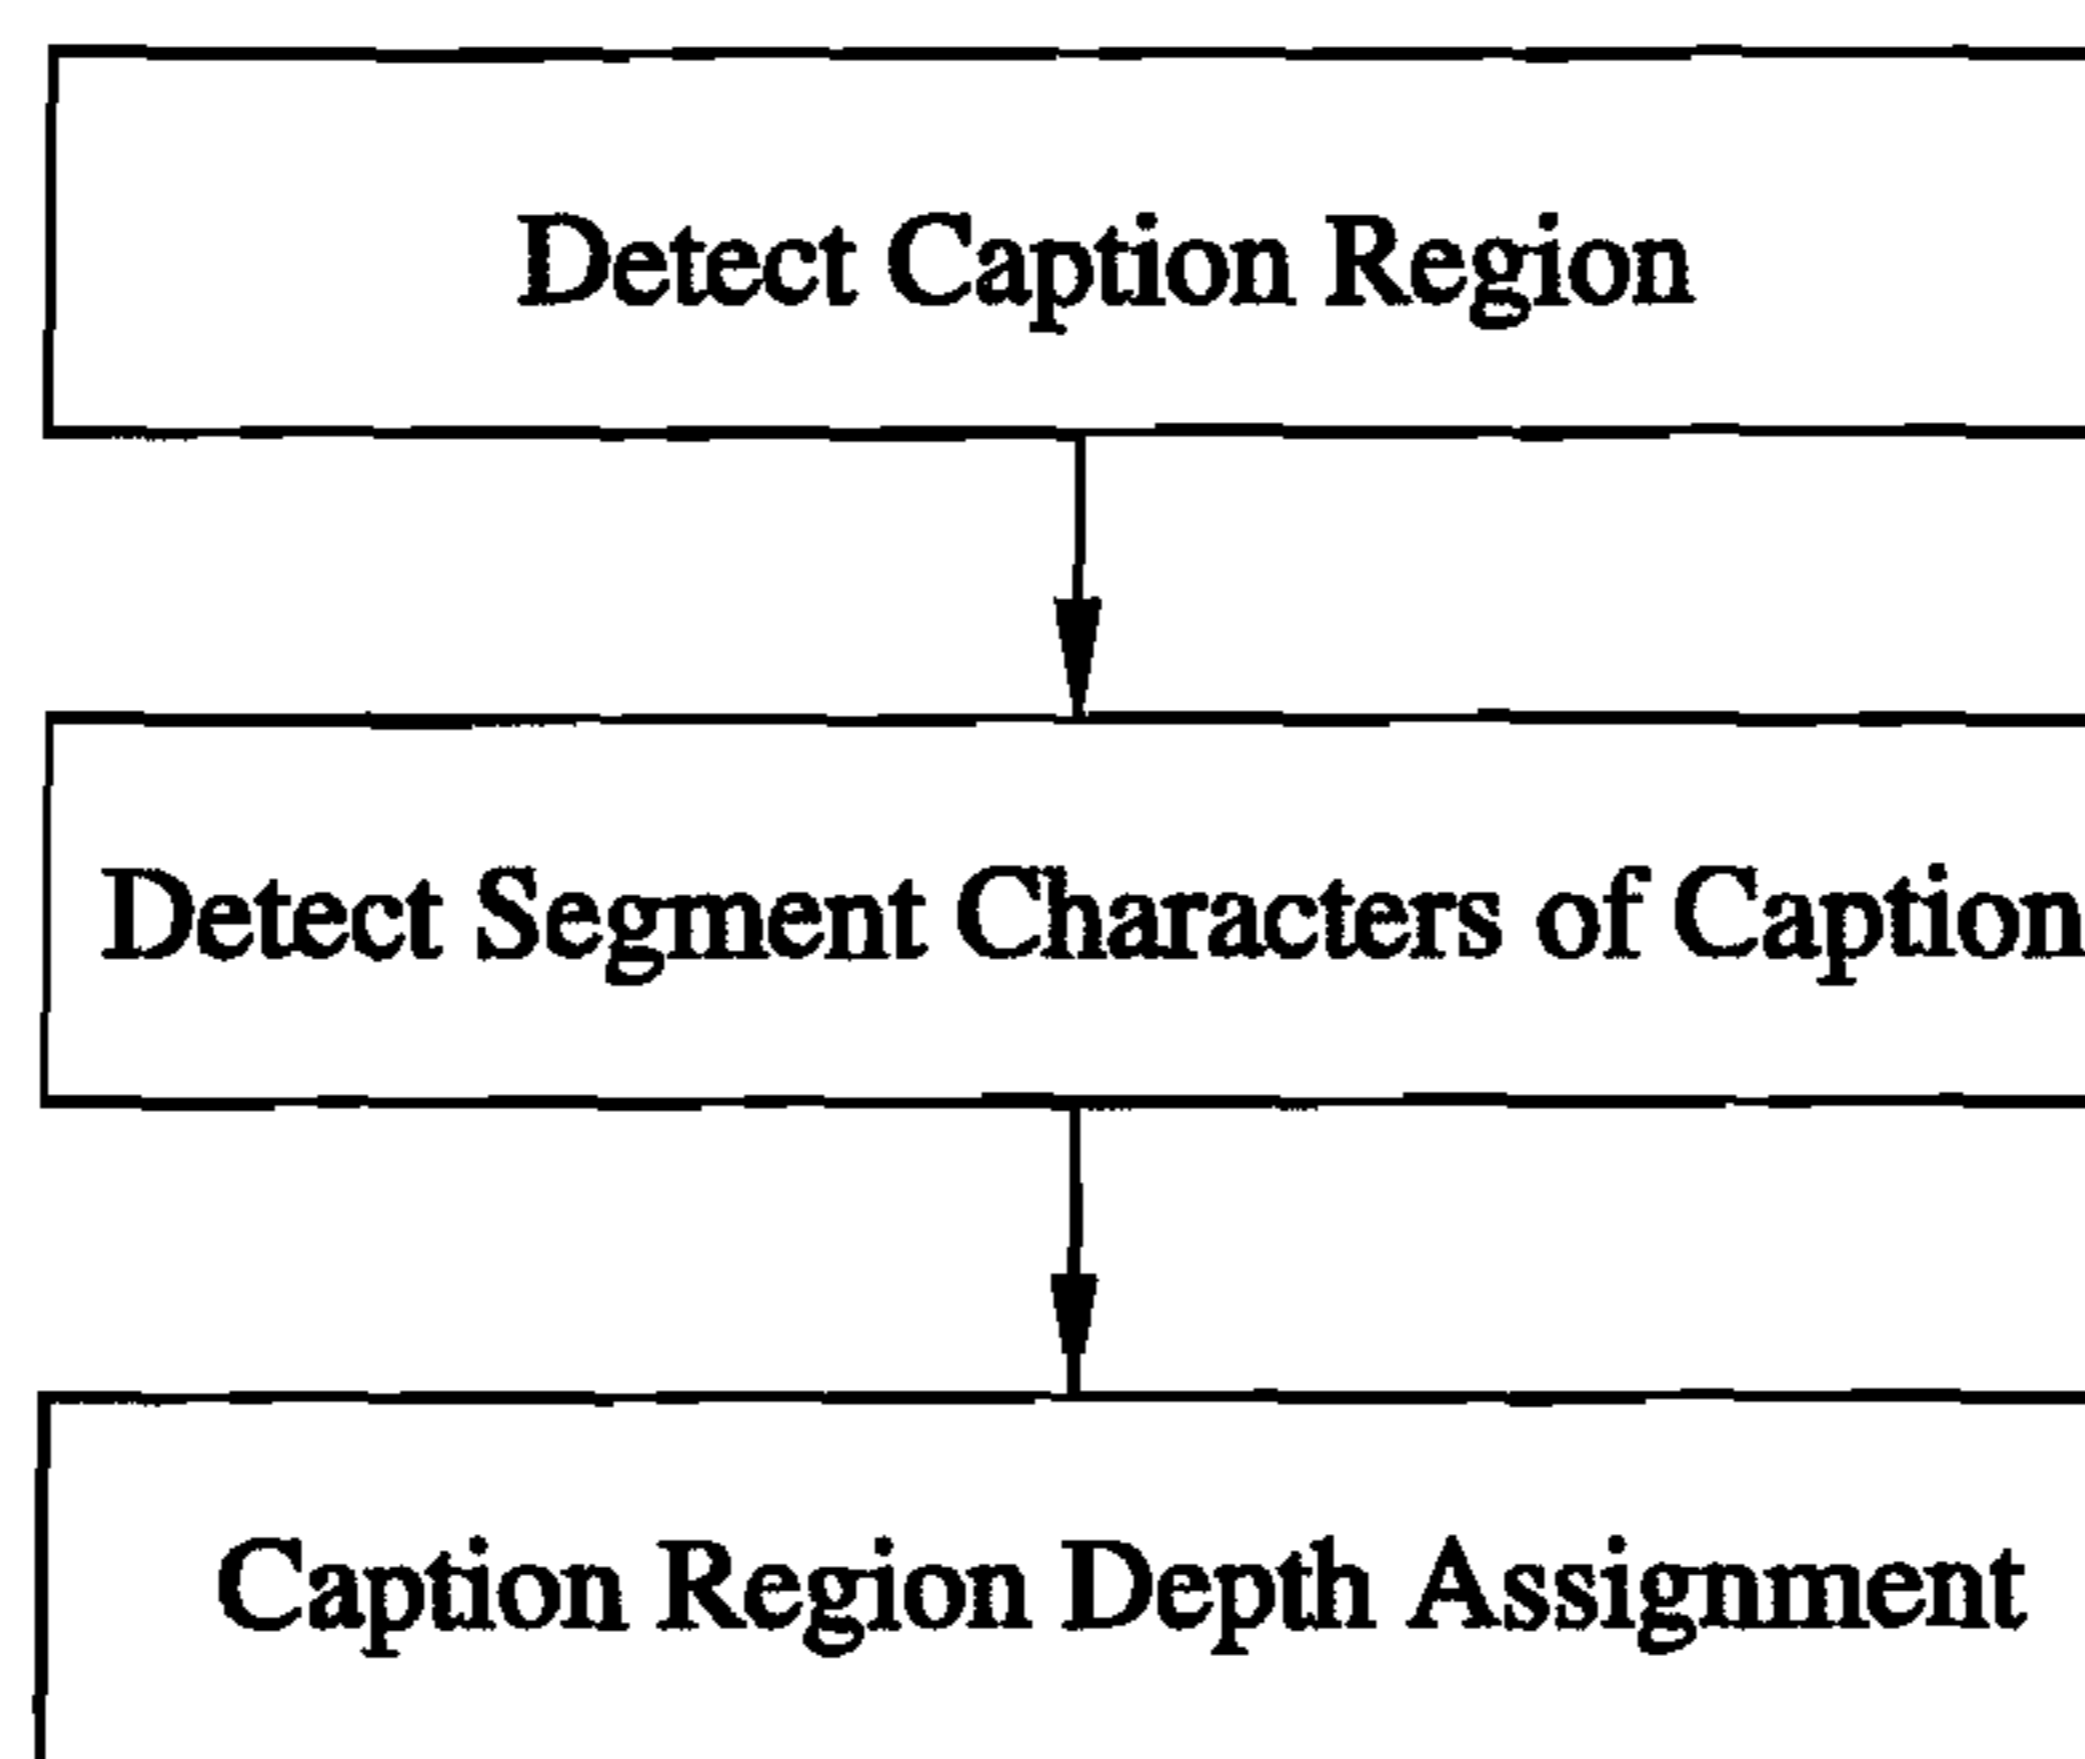 Detect Caption Region
Detect Segment Characters of Caption
Caption Region Depth Assignment